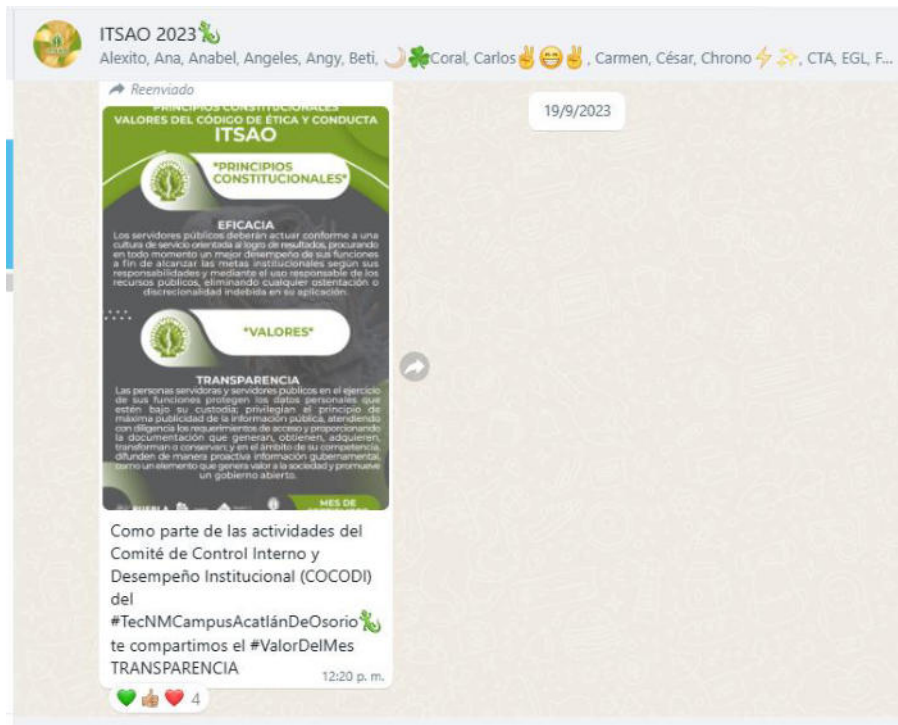 ITSAO 2023
Alexito, Ana, Anabel, Angeles, Angy, Beti, 🌙☘Coral, Carlos✌😁✌, Carmen, César, Chrono⚡✨, CTA, EGL, F...
19/9/2023
Reenviado
PRINCIPIOS CONSTITUCIONALES
VALORES DEL CÓDIGO DE ÉTICA Y CONDUCTA
ITSAO
*PRINCIPIOS
CONSTITUCIONALES*
EFICACIA
Los servidores públicos deberán actuar conforme a una
cultura de servicio orientada al logro de resultados, procurando
en todo momento un mejor desempeño de sus funciones
a fin de alcanzar las metas institucionales según sus
responsabilidades y mediante el uso responsable de los
recursos públicos, eliminando cualquier ostentación o
discrecionalidad indebida en su aplicación.
*VALORES*
TRANSPARENCIA
Las personas servidoras y servidores públicos en el ejercicio
de sus funciones protegen los datos personales que
estén bajo su custodia; privilegian el principio de
máxima publicidad de la información pública, atendiendo
con diligencia los requerimientos de acceso y proporcionando
la documentación que generan, obtienen, adquieren,
transforman o conservan; y en el ámbito de su competencia,
difunden de manera proactiva información gubernamental,
como un elemento que genera valor a la sociedad y promueve
un gobierno abierto.
MES DE
Como parte de las actividades del
Comité de Control Interno y
Desempeño Institucional (COCODI)
del
#TecNMCampusAcatlánDeOsorio🦎
te compartimos el #ValorDelMes
TRANSPARENCIA
12:20 p. m.
4